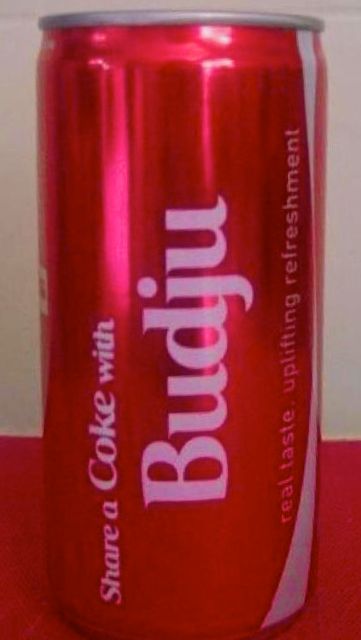 Share a Coke with
Budju
real taste. uplifting refreshment